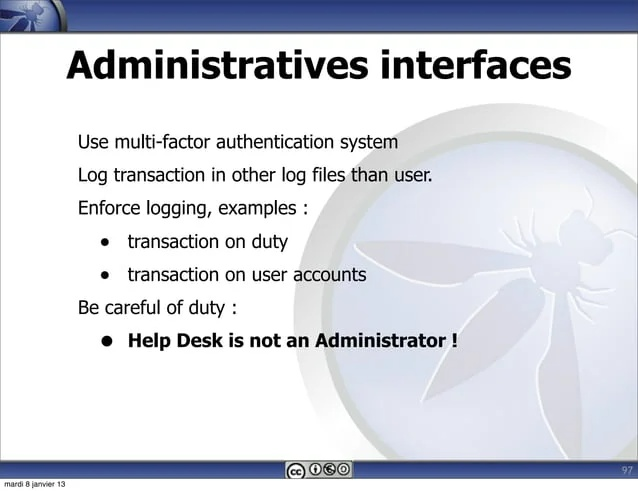 Administratives interfaces
Use multi-factor authentication system
Log transaction in other log files than user.
Enforce logging, examples :
• transaction on duty
• transaction on user accounts
Be careful of duty :
• Help Desk is not an Administrator !
cc
97
mardi 8 janvier 13